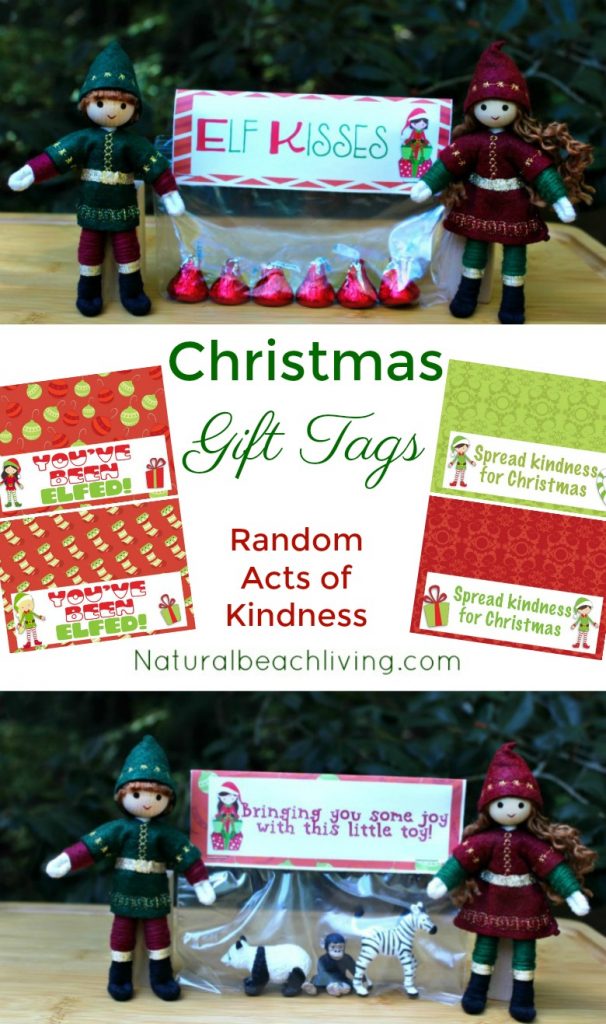 ELF KISSES
Christmas
Gift Tags
YOU'VE
BEEN
ELFED!
Spread kindness
for Christmas
Random
Acts of
Kindness
YOU'VE
BEEN
ELFED!
Spread kindness
for Christmas
Naturalbeachliving.com
Bringing you some joy
with this little toy!